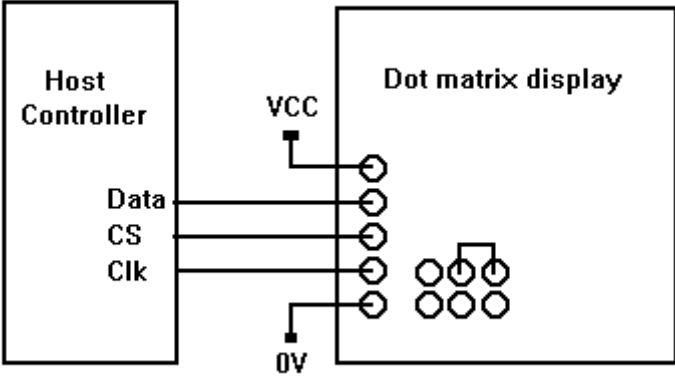 Host
Controller
Dot matrix display
VCC
Data
CS
Clk
0V